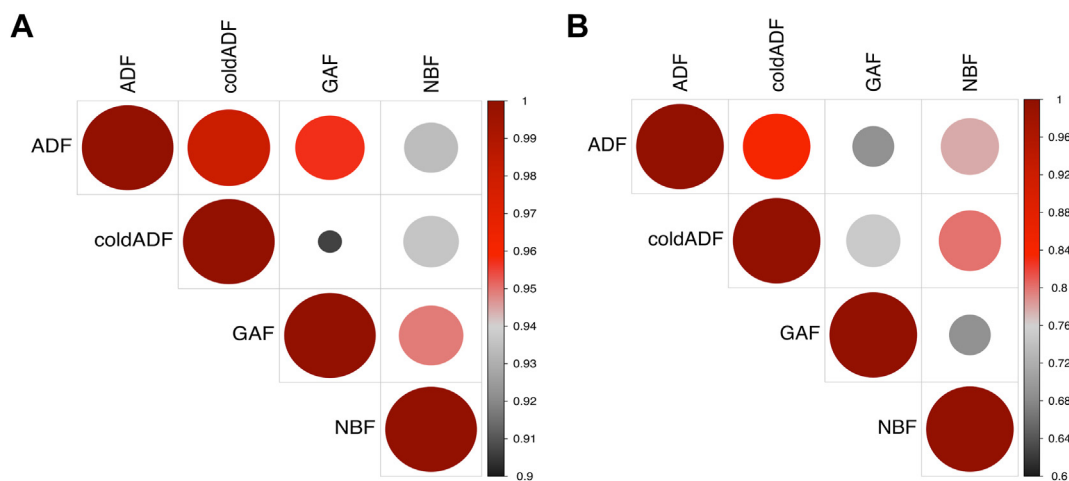 A
ADF
coldADF
GAF
NBF
ADF
coldADF
GAF
NBF
1
0.99
0.98
0.97
0.96
0.95
0.94
0.93
0.92
0.91
0.9
B
ADF
coldADF
GAF
NBF
ADF
coldADF
GAF
NBF
1
0.96
0.92
0.88
0.84
0.8
0.76
0.72
0.68
0.64
0.6